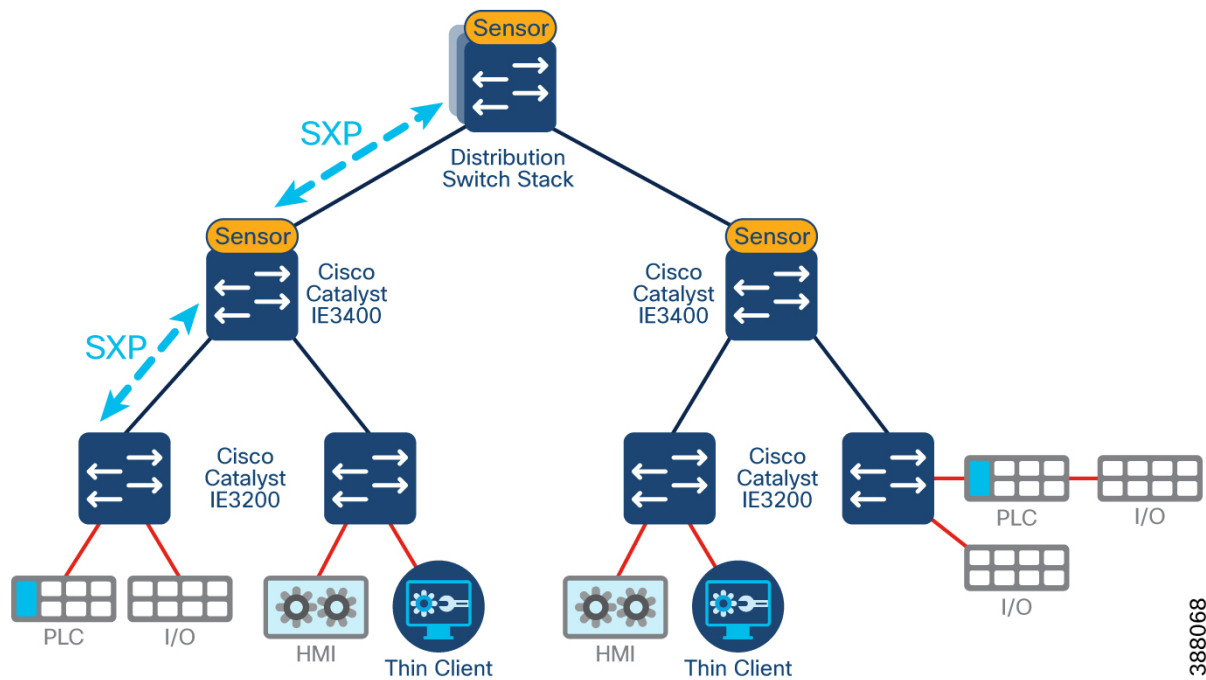 Sensor
SXP
Distribution
Switch Stack
Sensor
Cisco
Catalyst
IE3400
Sensor
Cisco
Catalyst
IE3400
SXP
Cisco
Catalyst
IE3200
Cisco
Catalyst
IE3200
PLC
I/O
I/O
PLC
I/O
HMI
Thin Client
HMI
Thin Client
388068